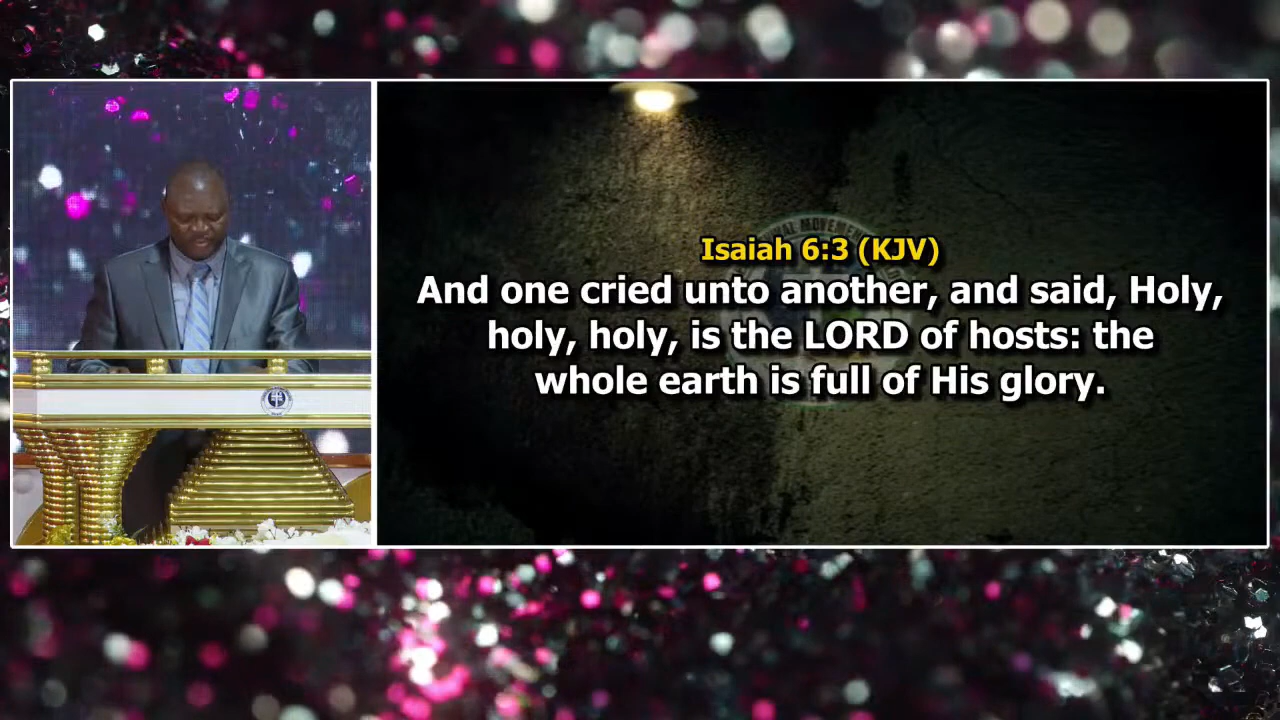 Isaiah 6:3 (KJV)
And one cried unto another, and said, Holy,
holy, holy, is the LORD of hosts: the
whole earth is full of His glory.